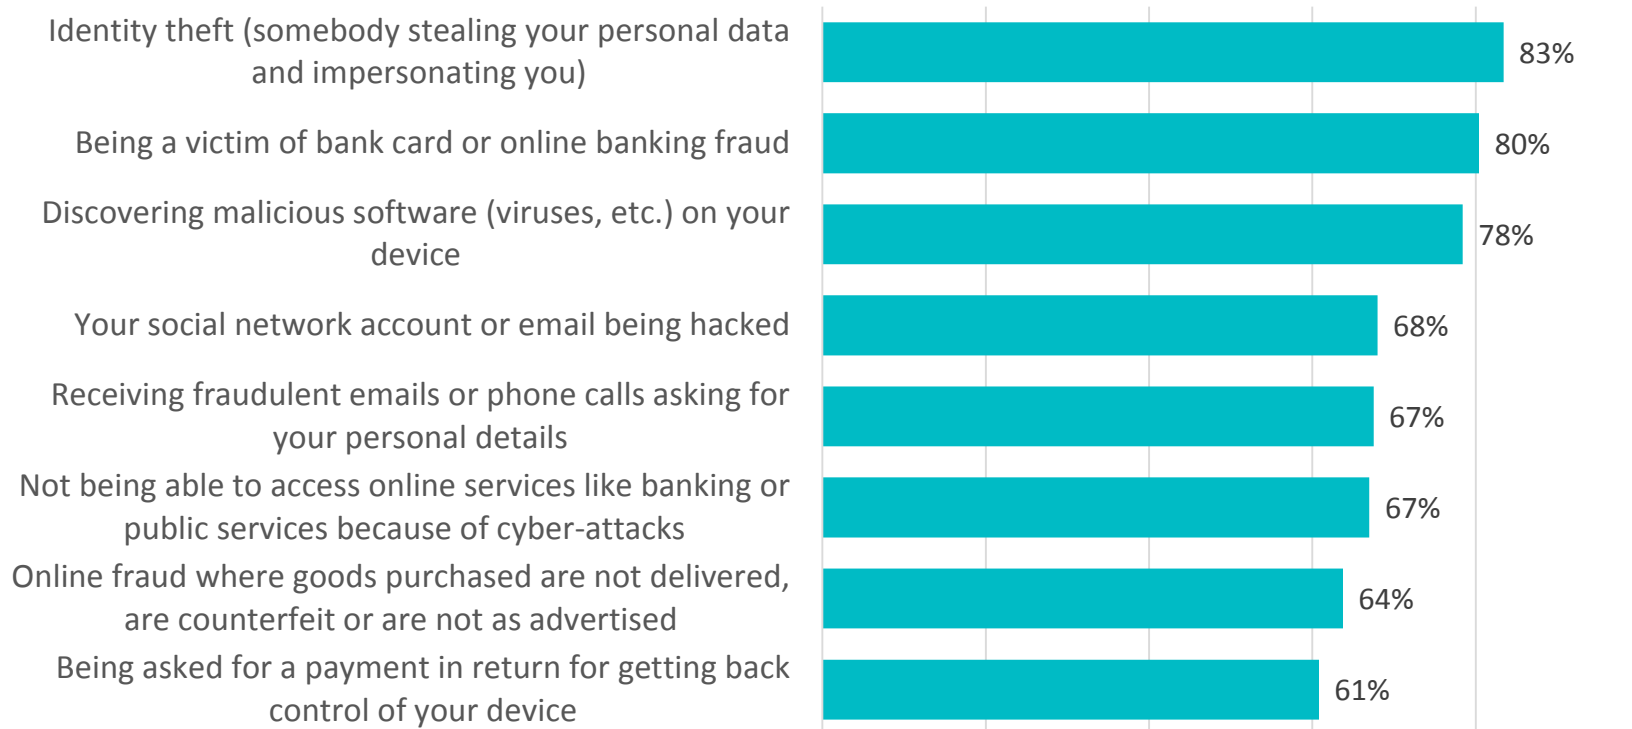 Identity theft (somebody stealing your personal data
and impersonating you)
83%
Being a victim of bank card or online banking fraud
80%
Discovering malicious software (viruses, etc.) on your
device
78%
Your social network account or email being hacked
68%
Receiving fraudulent emails or phone calls asking for
your personal details
67%
Not being able to access online services like banking or
public services because of cyber-attacks
67%
Online fraud where goods purchased are not delivered,
are counterfeit or are not as advertised
64%
Being asked for a payment in return for getting back
control of your device
61%